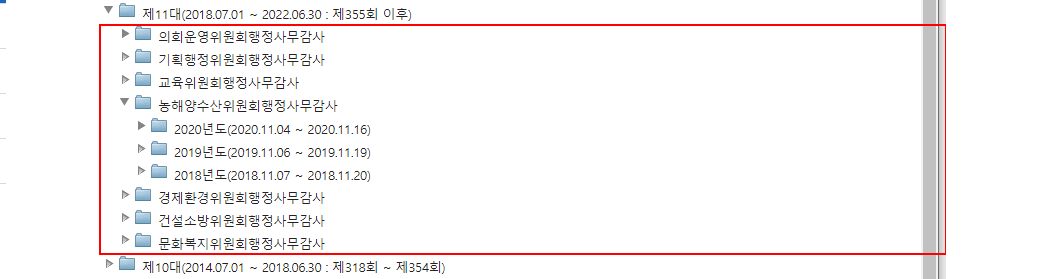 제11대(2018.07.01 ~ 2022.06.30 : 제355회 이후)
의회운영위원회행정사무감사
기획행정위원회행정사무감사
교육위원회행정사무감사
농해양수산위원회행정사무감사
2020년도(2020.11.04 ~ 2020.11.16)
2019년도(2019.11.06 ~ 2019.11.19)
2018년도(2018.11.07 ~ 2018.11.20)
경제환경위원회행정사무감사
건설소방위원회행정사무감사
문화복지위원회행정사무감사
제10대(2014.07.01 ~ 2018.06.30 : 제318회 ~ 제354회)